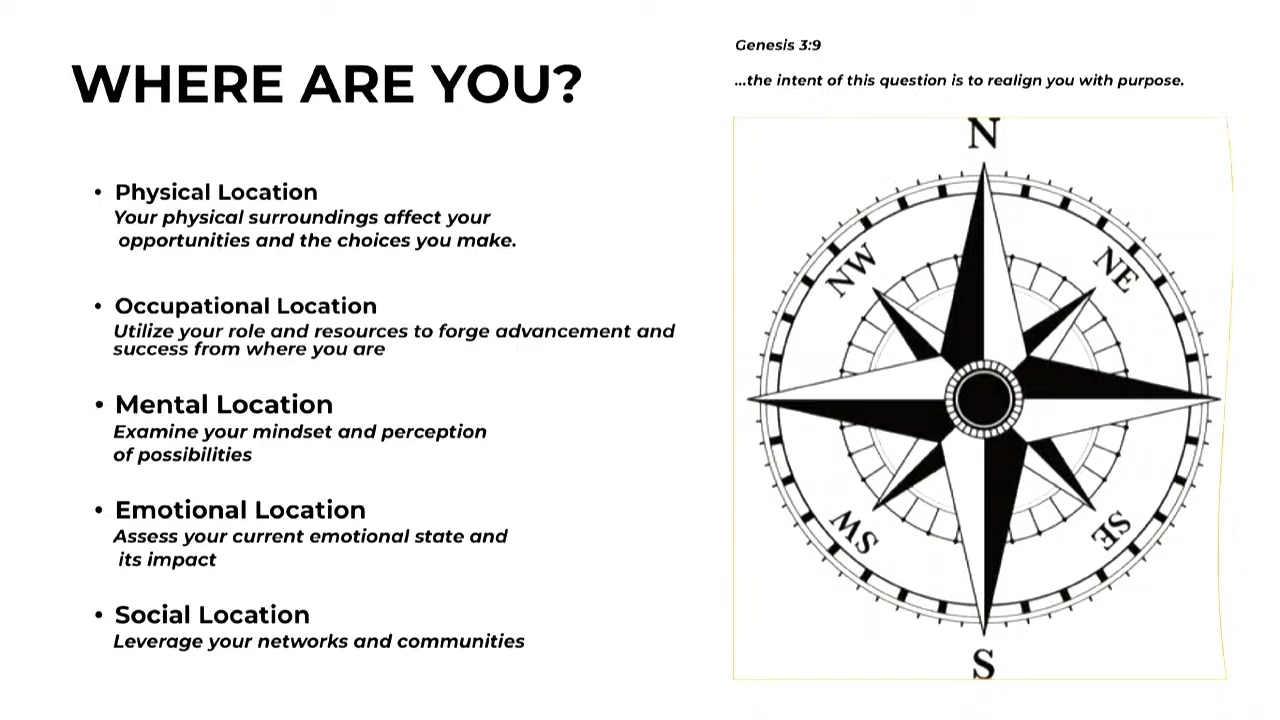 WHERE ARE YOU?
Genesis 3:9
...the intent of this question is to realign you with purpose.
• Physical Location
Your physical surroundings affect your
opportunities and the choices you make.
• Occupational Location
Utilize your role and resources to forge advancement and
success from where you are
• Mental Location
Examine your mindset and perception
of possibilities
• Emotional Location
Assess your current emotional state and
its impact
• Social Location
Leverage your networks and communities
N
NW
NE
SW
SE
S